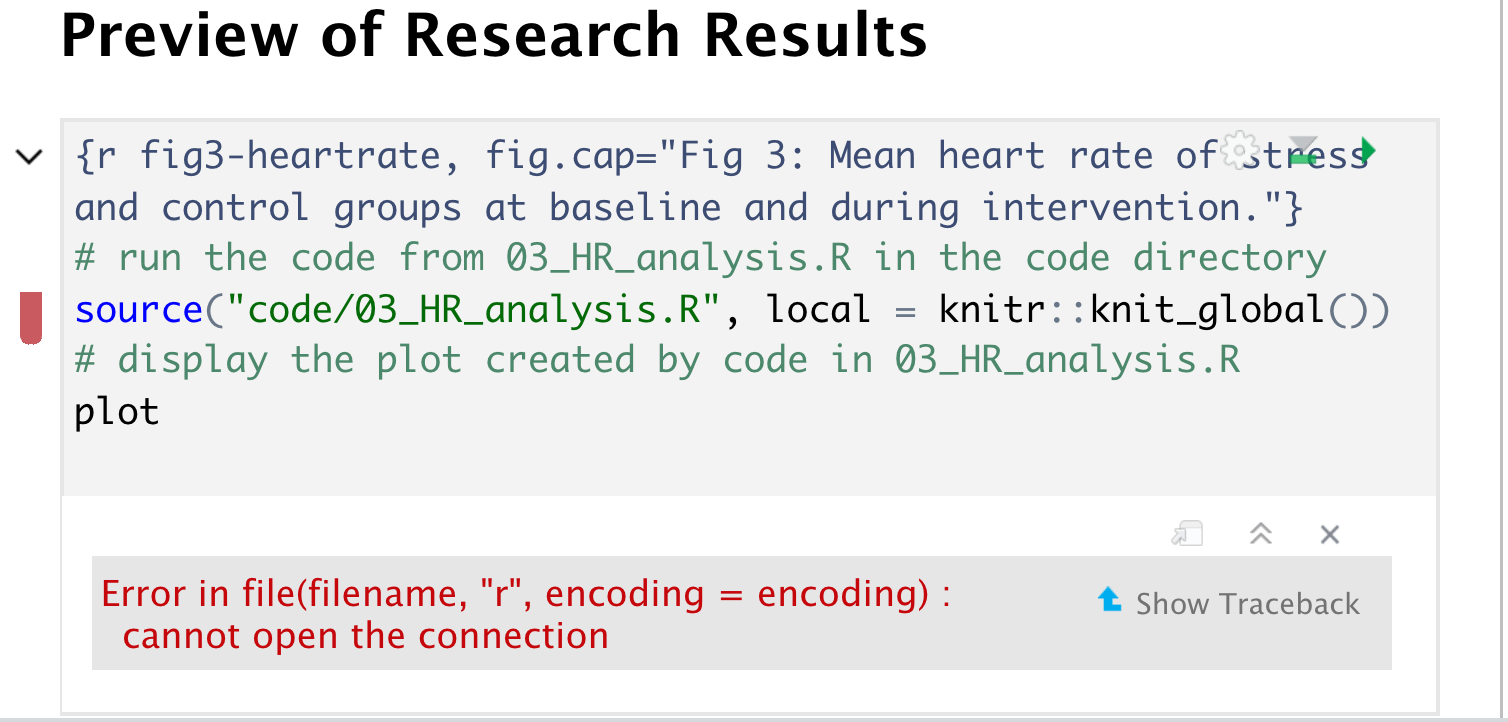 Preview of Research Results
{r fig3-heartrate, fig.cap="Fig 3: Mean heart rate of stress
and control groups at baseline and during intervention."}
# run the code from 03_HR_analysis.R in the code directory
source("code/03_HR_analysis.R", local = knitr::knit_global())
# display the plot created by code in 03_HR_analysis.R
plot
Error in file(filename, "r", encoding = encoding) :
cannot open the connection
Show Traceback